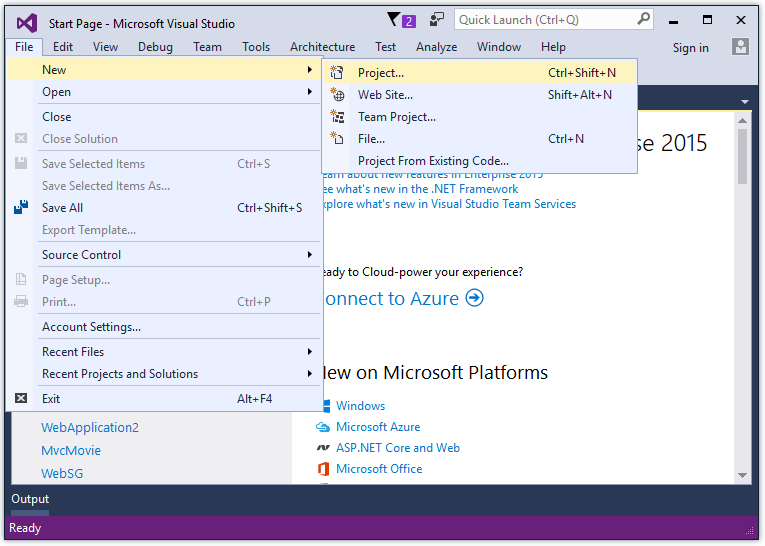 Start Page - Microsoft Visual Studio
2
Quick Launch (Ctrl+Q)
File Edit View Debug Team Tools Architecture Test Analyze Window Help Sign in
New
Open
Close
Close Solution
Save Selected Items Ctrl+S
Save Selected Items As...
Save All Ctrl+Shift+S
Export Template...
Source Control
Page Setup...
Print... Ctrl+P
Account Settings...
Recent Files
Recent Projects and Solutions
Exit Alt+F4
Project... Ctrl+Shift+N
Web Site... Shift+Alt+N
Team Project...
File... Ctrl+N
Project From Existing Code...
se 2015
earn about new features in Enterprise 2015
ee what's new in the .NET Framework
xplore what's new in Visual Studio Team Services
eady to Cloud-power your experience?
onnect to Azure
New on Microsoft Platforms
Windows
Microsoft Azure
ASP.NET Core and Web
Microsoft Office
WebApplication2
MvcMovie
WebSG
Output
Ready